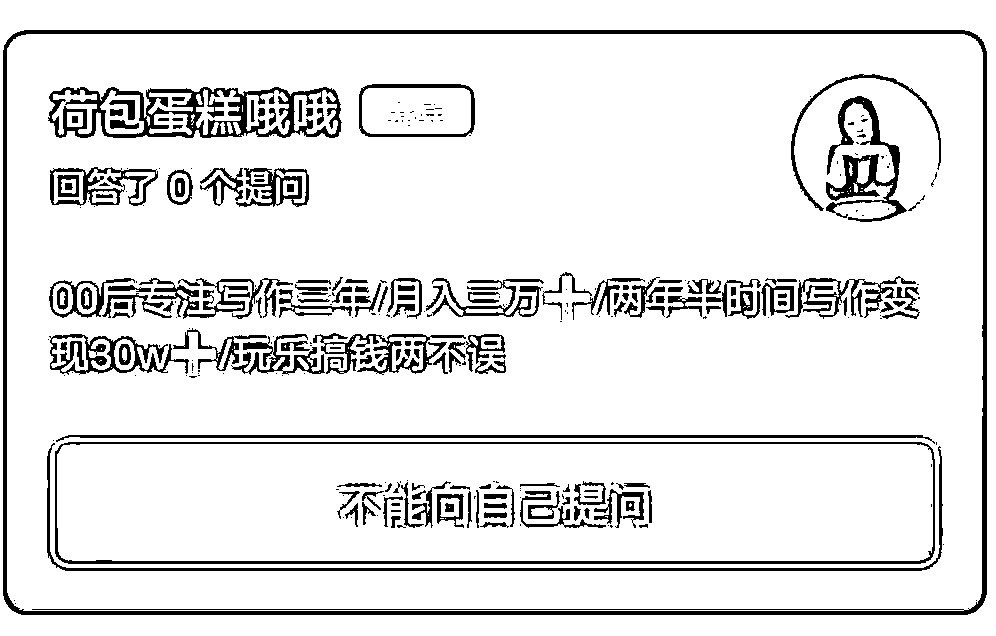 荷包蛋糕哦哦
回答了 0 个提问
00后专注写作三年/月入三万➕/两年半时间写作变
现30w➕/玩乐搞钱两不误
不能向自己提问